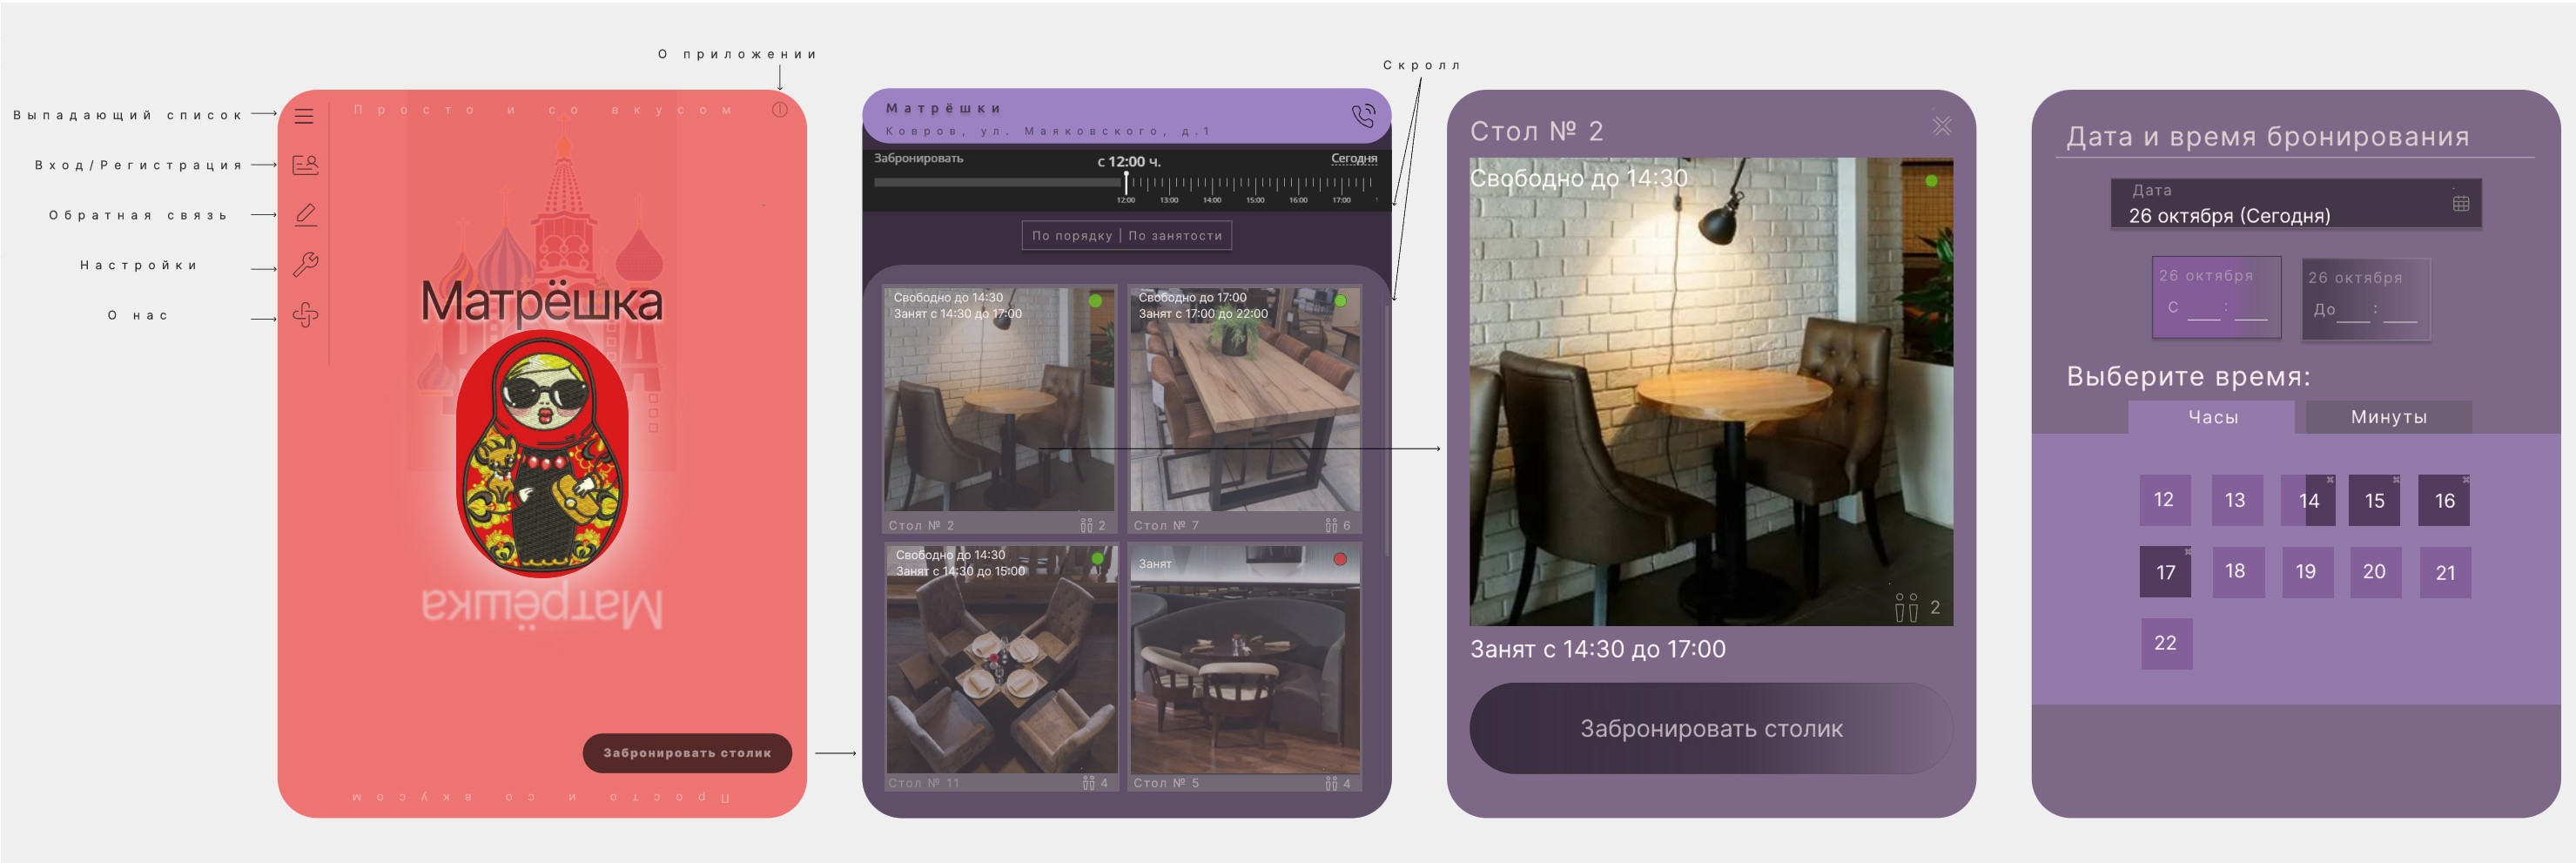 О приложении
Выпадающий список
Вход/Регистрация
Обратная связь
Настройки
О нас
Просто и со вкусом
Матрёшка
Матрёшка
Забронировать столик
Просто и со вкусом
Скролл
Матрёшки
Ковров, ул. Маяковского, д.1
Забронировать
с 12:00 ч.
Сегодня
12:00 13:00 14:00 15:00 16:00 17:00
По порядку | По занятости
Свободно до 14:30
Занят с 14:30 до 17:00
Стол № 2
2
Свободно до 17:00
Занят с 17:00 до 22:00
Стол № 7
6
Свободно до 14:30
Занят с 14:30 до 15:00
Стол № 11
4
Занят
Стол № 5
4
Стол № 2
Свободно до 14:30
2
Занят с 14:30 до 17:00
Забронировать столик
Дата и время бронирования
Дата
26 октября (Сегодня)
26 октября
С __ : __
26 октября
До __ : __
Выберите время:
Часы
Минуты
12 13 14 15 16
17 18 19 20 21
22